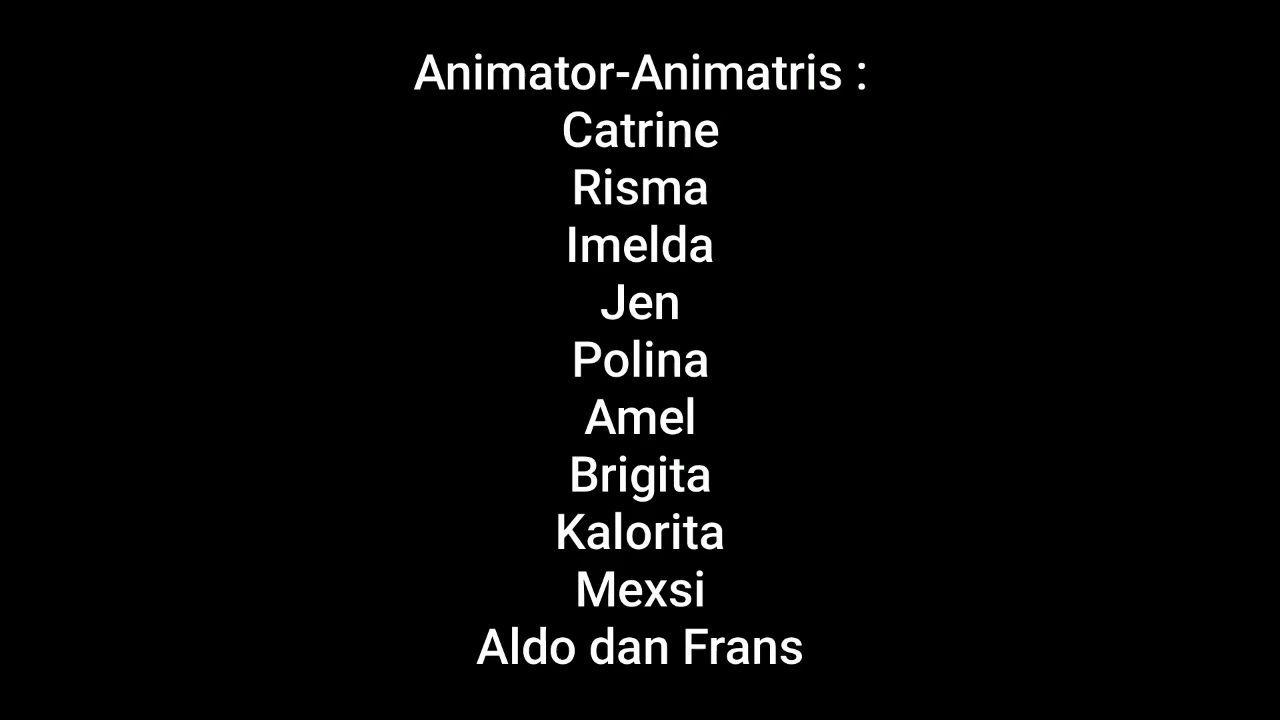 Animator-Animatris :
Catrine
Risma
Imelda
Jen
Polina
Amel
Brigita
Kalorita
Mexsi
Aldo dan Frans